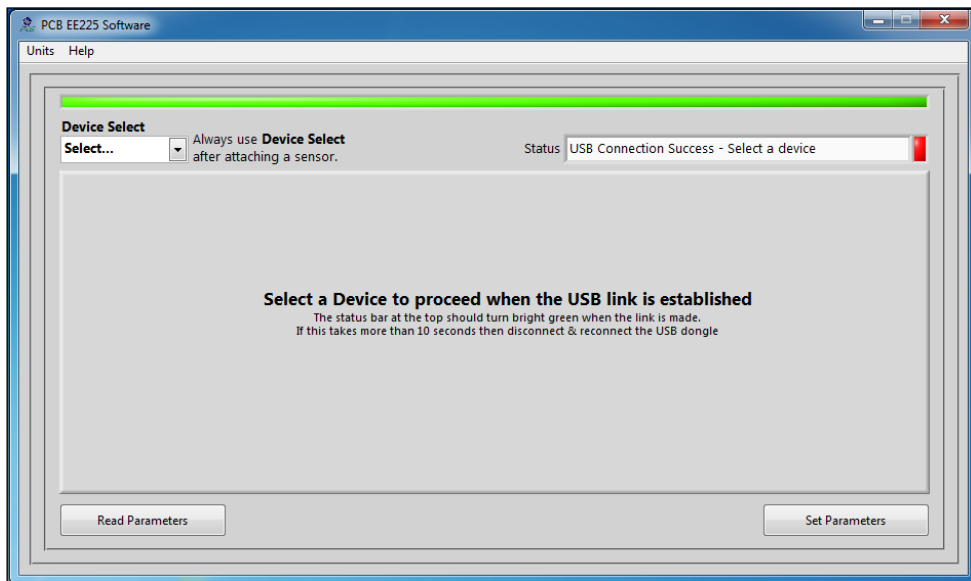 PCB EE225 Software
Units Help
Device Select
Select...
Always use Device Select
after attaching a sensor.
Status USB Connection Success - Select a device
Select a Device to proceed when the USB link is established
The status bar at the top should turn bright green when the link is made.
If this takes more than 10 seconds then disconnect & reconnect the USB dongle
Read Parameters
Set Parameters